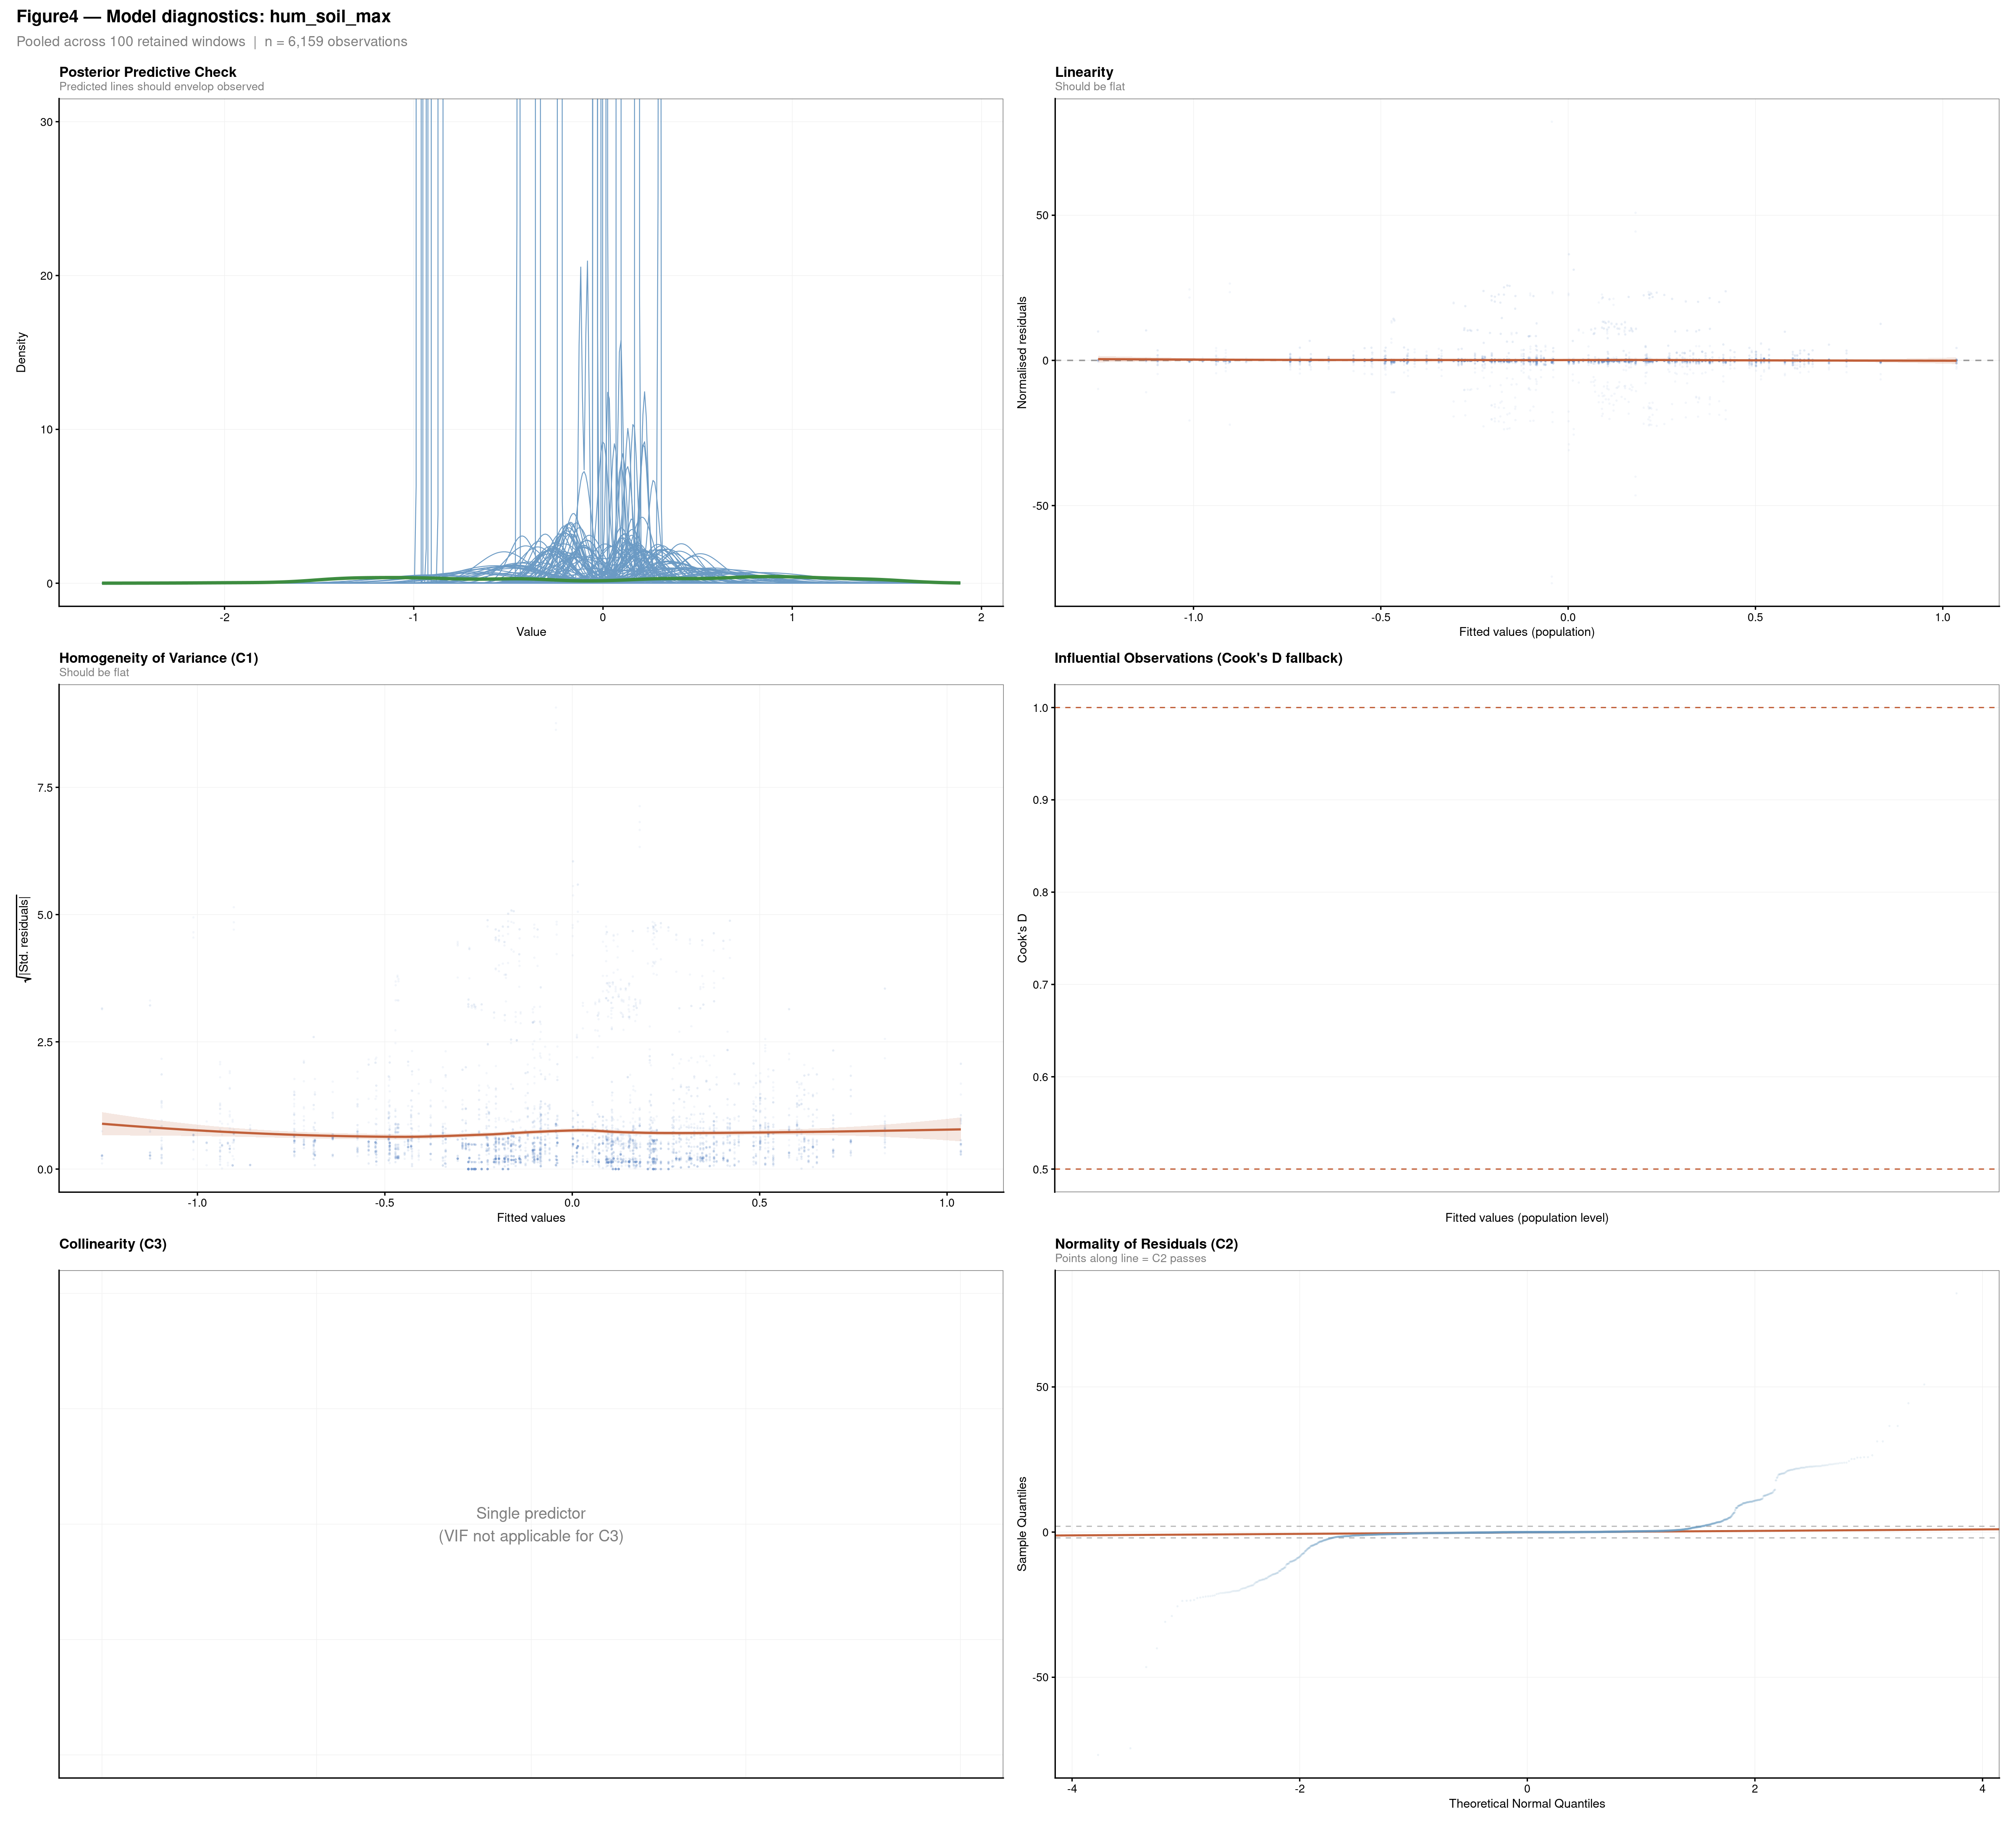 Figure4 — Model diagnostics: hum_soil_max
Pooled across 100 retained windows | n = 6,159 observations
Posterior Predictive Check
Predicted lines should envelop observed
30
20
10
0
Density
-2
-1
0
1
2
Value
Linearity
Should be flat
50
0
-50
Normalised residuals
-1.0
-0.5
0.0
0.5
1.0
Fitted values (population)
Homogeneity of Variance (C1)
Should be flat
7.5
5.0
2.5
0.0
√|Std. residuals|
-1.0
-0.5
0.0
0.5
1.0
Fitted values
Influential Observations (Cook's D fallback)
1.0
0.9
0.8
0.7
0.6
0.5
Cook's D
Fitted values (population level)
Collinearity (C3)
Single predictor
(VIF not applicable for C3)
Normality of Residuals (C2)
Points along line = C2 passes
50
0
-50
Sample Quantiles
-4
-2
0
2
4
Theoretical Normal Quantiles